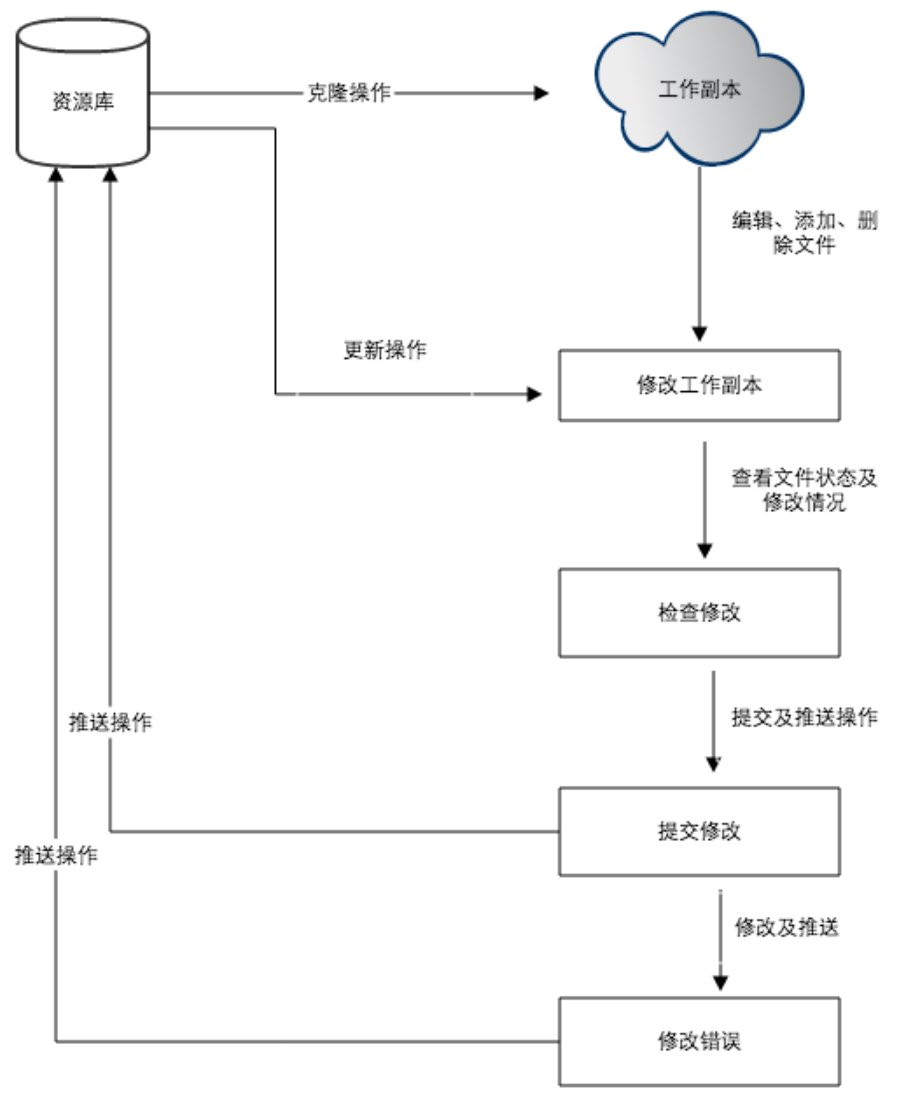 资源库
克隆操作
工作副本
编辑、添加、删
除文件
更新操作
修改工作副本
查看文件状态及
修改情况
检查修改
推送操作
提交及推送操作
提交修改
推送操作
修改及推送
修改错误